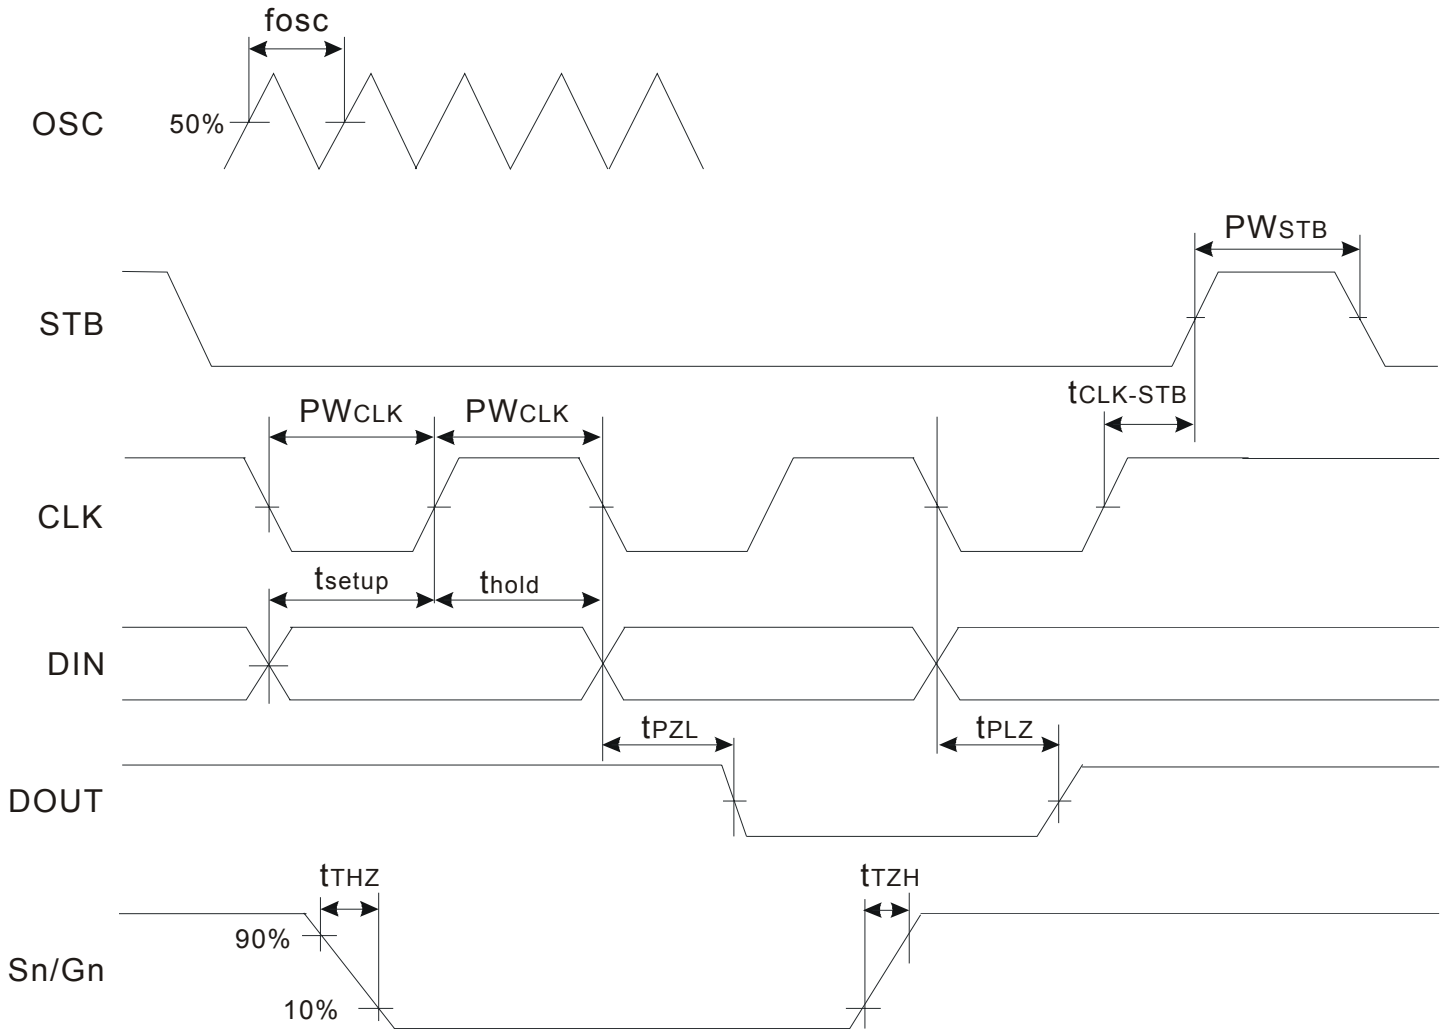 fosc
OSC
50%
PWSTB
STB
tCLK-STB
PWCLK
PWCLK
CLK
tsetup
thold
DIN
tPZL
tPLZ
DOUT
tTHZ
tTZH
90%
Sn/Gn
10%